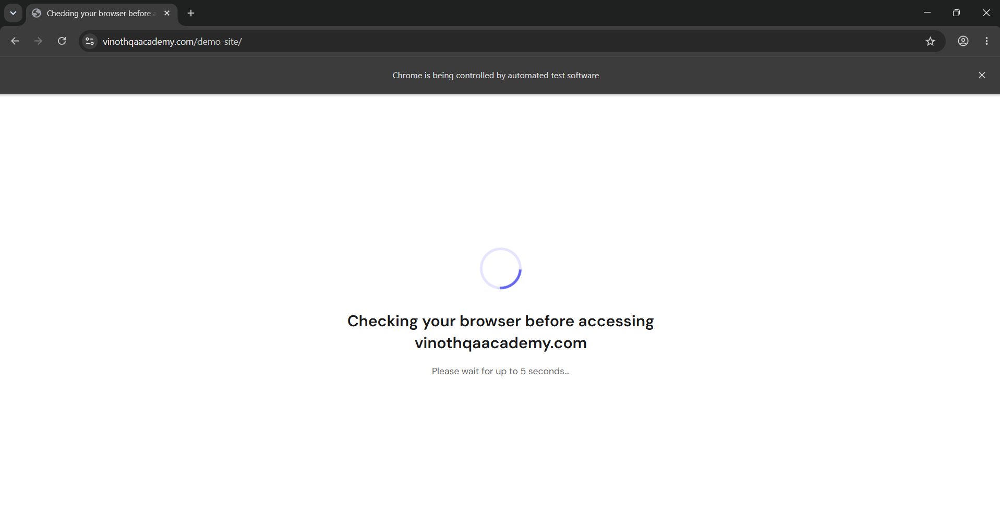 Checking your browser before a
vinothqaacademy.com/demo-site/
Chrome is being controlled by automated test software
Checking your browser before accessing
vinothqaacademy.com
Please wait for up to 5 seconds...